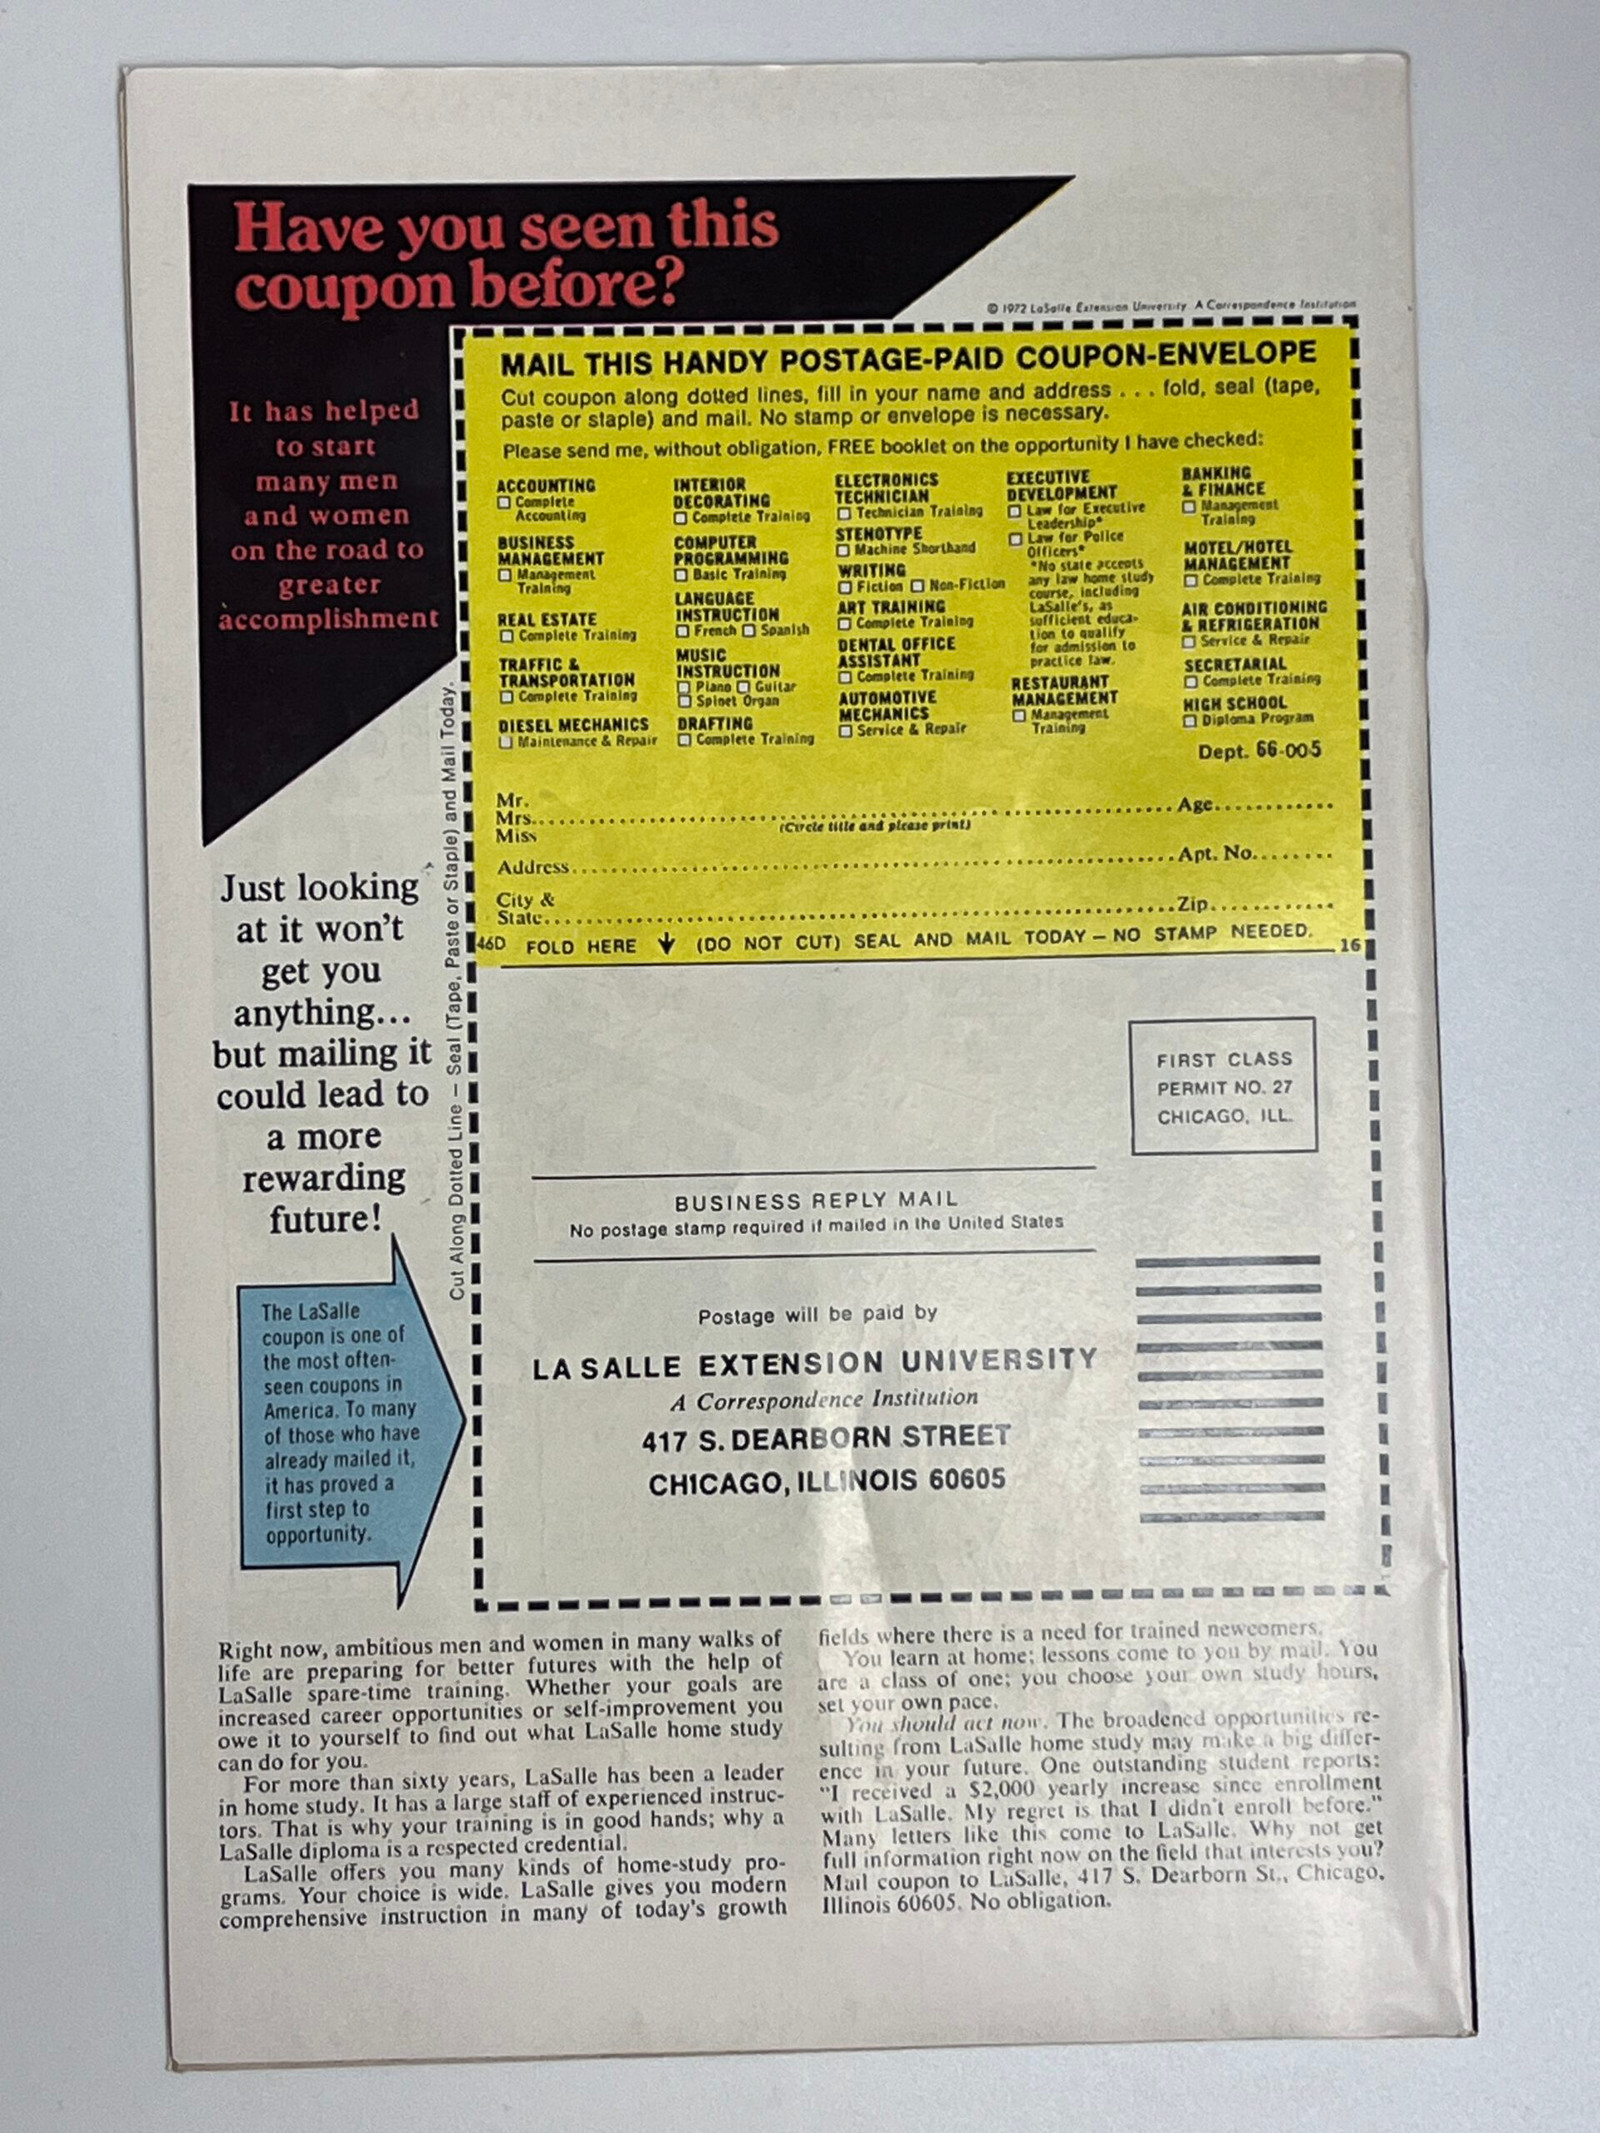 Have you seen this
coupon before?
© 1972 LaSalle Extension University A Correspondence Institution
It has helped
to start
many men
and women
on the road to
greater
accomplishment
Just looking
at it won't
get you
anything...
but mailing it
could lead to
a more
rewarding
future!
The LaSalle
coupon is one of
the most often-
seen coupons in
America. To many
of those who have
already mailed it,
it has proved a
first step to
opportunity.
Cut Along Dotted Line – Seal (Tape, Paste or Staple) and Mail Today.
MAIL THIS HANDY POSTAGE-PAID COUPON-ENVELOPE
Cut coupon along dotted lines, fill in your name and address . . . fold, seal (tape,
paste or staple) and mail. No stamp or envelope is necessary.
Please send me, without obligation, FREE booklet on the opportunity I have checked:
ACCOUNTING
☐ Complete
Accounting
BUSINESS
MANAGEMENT
☐ Management
Training
REAL ESTATE
☐ Complete Training
TRAFFIC &
TRANSPORTATION
☐ Complete Training
DIESEL MECHANICS
☐ Maintenance & Repair
INTERIOR
DECORATING
☐ Complete Training
COMPUTER
PROGRAMMING
☐ Basic Training
LANGUAGE
INSTRUCTION
☐ French ☐ Spanish
MUSIC
INSTRUCTION
☐ Piano ☐ Guitar
☐ Spinet Organ
DRAFTING
☐ Complete Training
ELECTRONICS
TECHNICIAN
☐ Technician Training
STENOTYPE
☐ Machine Shorthand
WRITING
☐ Fiction ☐ Non-Fiction
ART TRAINING
☐ Complete Training
DENTAL OFFICE
ASSISTANT
☐ Complete Training
AUTOMOTIVE
MECHANICS
☐ Service & Repair
EXECUTIVE
DEVELOPMENT
☐ Law for Executive
Leadership*
☐ Law for Police
Officers*
*No state accepts
any law home study
course, including
LaSalle's, as
sufficient educa-
tion to qualify
for admission to
practice law.
RESTAURANT
MANAGEMENT
☐ Management
Training
BANKING
& FINANCE
☐ Management
Training
MOTEL/HOTEL
MANAGEMENT
☐ Complete Training
AIR CONDITIONING
& REFRIGERATION
☐ Service & Repair
SECRETARIAL
☐ Complete Training
HIGH SCHOOL
☐ Diploma Program
Dept. 66-005
Mr.
Mrs.......... Age..........
Miss
(Circle title and please print)
Address.......... Apt. No..........
City &
State.......... Zip..........
46D FOLD HERE ↓ (DO NOT CUT) SEAL AND MAIL TODAY – NO STAMP NEEDED. 16
FIRST CLASS
PERMIT NO. 27
CHICAGO, ILL.
BUSINESS REPLY MAIL
No postage stamp required if mailed in the United States
Postage will be paid by
LA SALLE EXTENSION UNIVERSITY
A Correspondence Institution
417 S. DEARBORN STREET
CHICAGO, ILLINOIS 60605
Right now, ambitious men and women in many walks of
life are preparing for better futures with the help of
LaSalle spare-time training. Whether your goals are
increased career opportunities or self-improvement you
owe it to yourself to find out what LaSalle home study
can do for you.
For more than sixty years, LaSalle has been a leader
in home study. It has a large staff of experienced instruc-
tors. That is why your training is in good hands; why a
LaSalle diploma is a respected credential.
LaSalle offers you many kinds of home-study pro-
grams. Your choice is wide. LaSalle gives you modern
comprehensive instruction in many of today's growth
fields where there is a need for trained newcomers.
You learn at home; lessons come to you by mail. You
are a class of one; you choose your own study hours,
set your own pace.
You should act now. The broadened opportunities re-
sulting from LaSalle home study may make a big differ-
ence in your future. One outstanding student reports:
"I received a $2,000 yearly increase since enrollment
with LaSalle. My regret is that I didn't enroll before."
Many letters like this come to LaSalle. Why not get
full information right now on the field that interests you?
Mail coupon to LaSalle, 417 S. Dearborn St., Chicago,
Illinois 60605. No obligation.